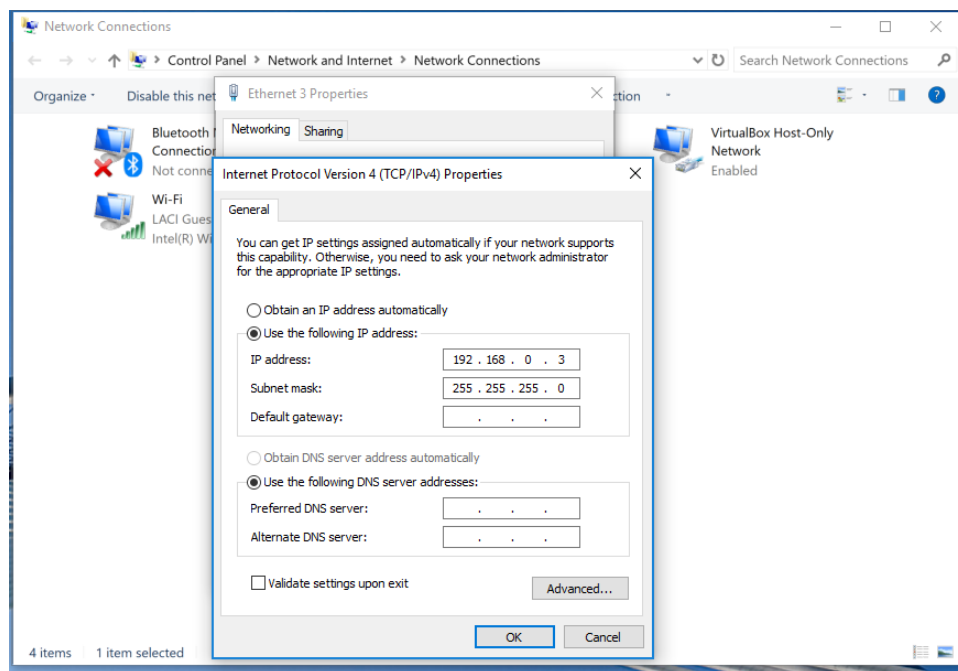 Network Connections
Control Panel > Network and Internet > Network Connections
Search Network Connections
Organize
Disable this net
ction
Ethernet 3 Properties
Networking
Sharing
Bluetooth
Connection
Not conne
VirtualBox Host-Only
Network
Enabled
Wi-Fi
LACI Gues
Intel(R) Wi
Internet Protocol Version 4 (TCP/IPv4) Properties
General
You can get IP settings assigned automatically if your network supports
this capability. Otherwise, you need to ask your network administrator
for the appropriate IP settings.
Obtain an IP address automatically
Use the following IP address:
IP address: 192 . 168 . 0 . 3
Subnet mask: 255 . 255 . 255 . 0
Default gateway: . . .
Obtain DNS server address automatically
Use the following DNS server addresses:
Preferred DNS server: . . .
Alternate DNS server: . . .
Validate settings upon exit
Advanced...
OK
Cancel
4 items
1 item selected